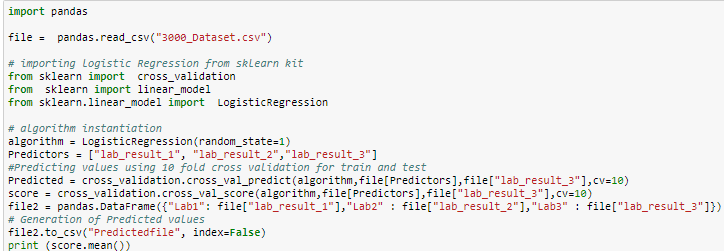 import pandas
file =  pandas.read_csv("3000_Dataset.csv")
# importing Logistic Regression from sklearn kit
from sklearn import  cross_validation
from  sklearn import linear_model
from sklearn.linear_model import  LogisticRegression
# algorithm instantiation
algorithm = LogisticRegression(random_state=1)
Predictors = ["lab_result_1", "lab_result_2","lab_result_3"]
#Predicting values using 10 fold cross validation for train and test
Predicted = cross_validation.cross_val_predict(algorithm,file[Predictors],file["lab_result_3"],cv=10)
score = cross_validation.cross_val_score(algorithm,file[Predictors],file["lab_result_3"],cv=10)
file2 = pandas.DataFrame({"Lab1": file["lab_result_1"],"Lab2" : file["lab_result_2"],"Lab3" : file["lab_result_3"]})
# Generation of Predicted values
file2.to_csv("Predictedfile", index=False)
print (score.mean())